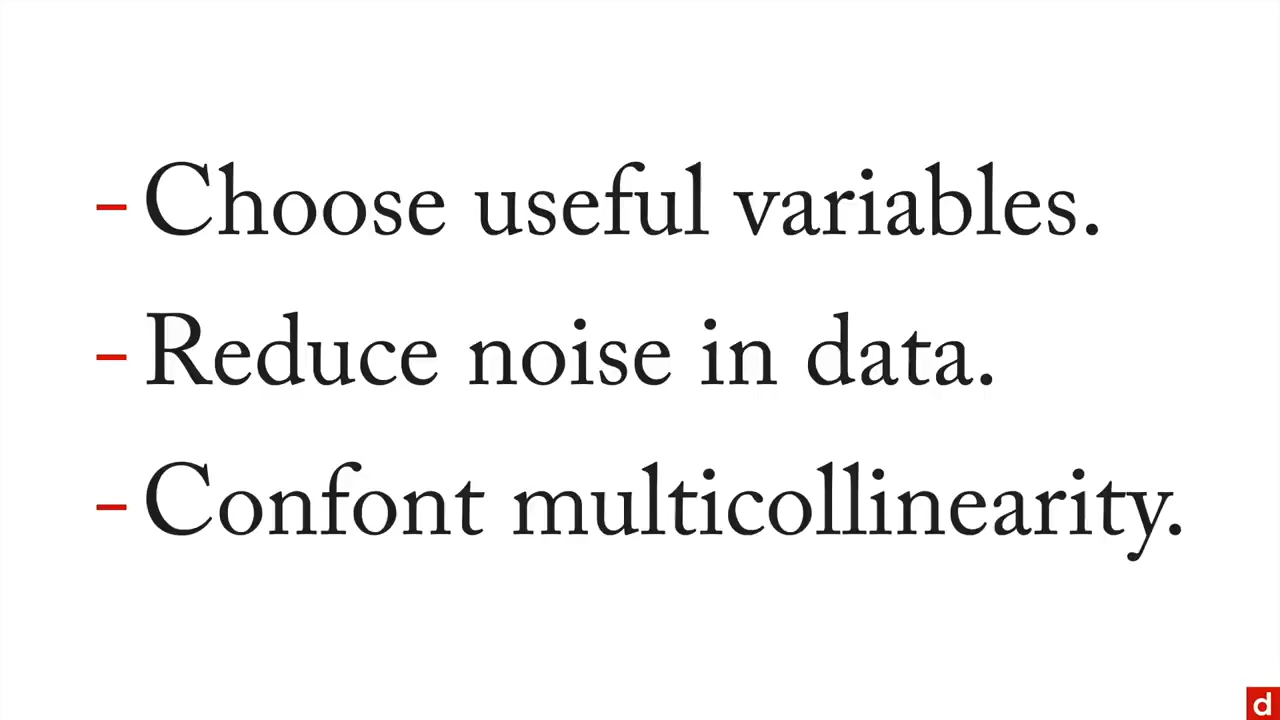 – Choose useful variables.
– Reduce noise in data.
– Confont multicollinearity.
d